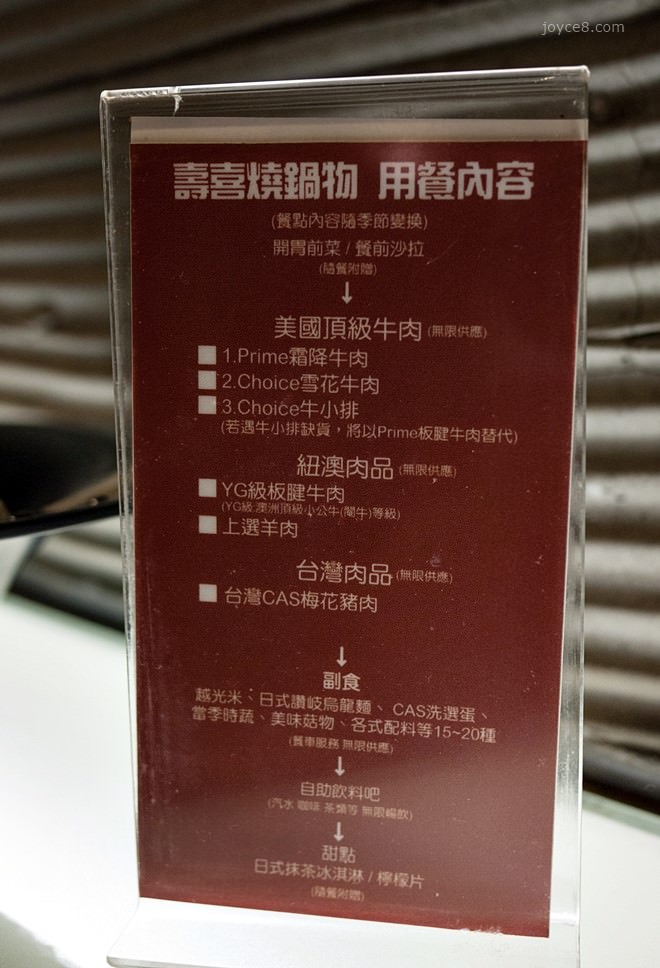 joyce8.com
壽喜燒鍋物 用餐內容
(餐點內容隨季節變換)
開胃前菜 / 餐前沙拉
(隨餐附贈)
↓
美國頂級牛肉 (無限供應)
1.Prime霜降牛肉
2.Choice雪花牛肉
3.Choice牛小排
(若遇牛小排缺貨,將以Prime板腱牛肉替代)
紐澳肉品 (無限供應)
YG級板腱牛肉
(YG級:澳洲頂級小公牛(閹牛)等級)
上選羊肉
台灣肉品 (無限供應)
台灣CAS梅花豬肉
↓
副食
越光米、日式讚岐烏龍麵、CAS洗選蛋、
當季時蔬、美味菇物、各式配料等15~20種
(餐車服務 無限供應)
↓
自助飲料吧
(汽水 咖啡 茶類等 無限暢飲)
↓
甜點
日式抹茶冰淇淋 / 檸檬片
(隨餐附贈)